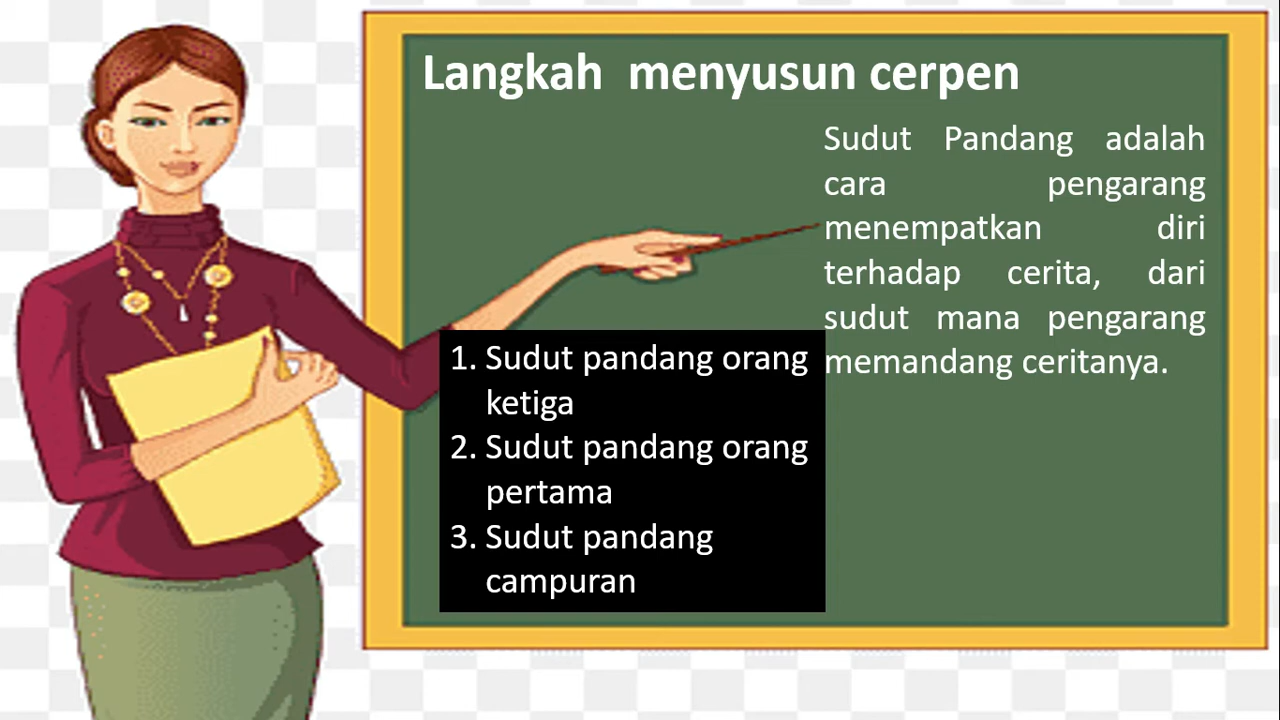 Langkah menyusun cerpen
Sudut Pandang adalah
cara pengarang
menempatkan diri
terhadap cerita, dari
sudut mana pengarang
memandang ceritanya.
1. Sudut pandang orang
ketiga
2. Sudut pandang orang
pertama
3. Sudut pandang
campuran